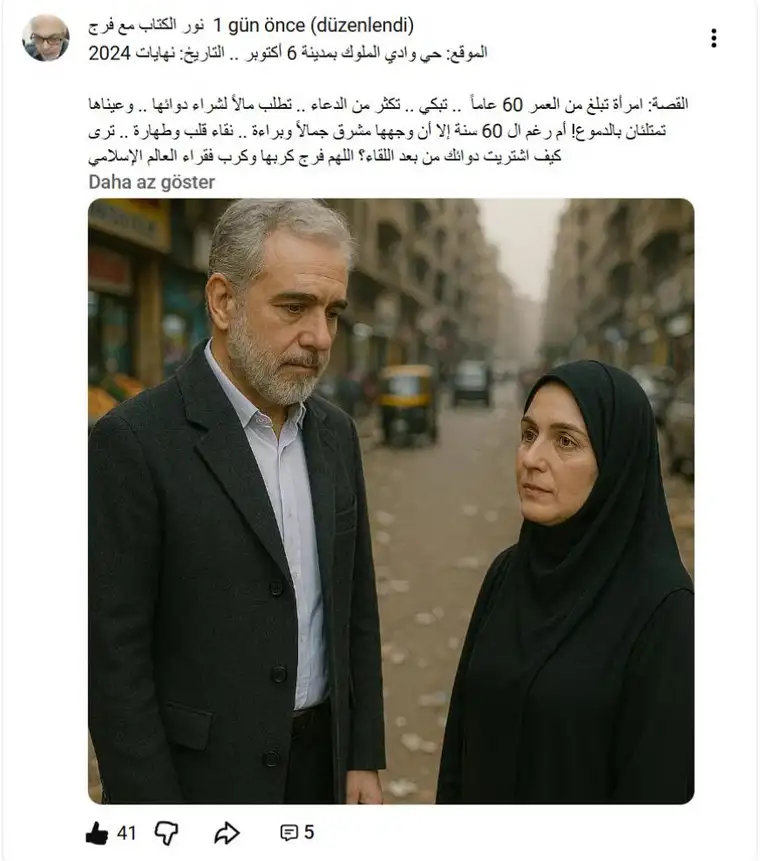 نور الكتاب مع فرج 1 gün önce (düzenlendi)
الموقع: حي وادي الملوك بمدينة 6 أكتوبر .. التاريخ: نهايات 2024
القصة: امرأة تبلغ من العمر 60 عاماً .. تبكي .. تكثر من الدعاء .. تطلب مالاً لشراء دوائها .. وعيناها
تمتلئان بالدموع! أم رغم ال 60 سنة إلا أن وجهها مشرق جمالاً وبراءة .. نقاء قلب وطهارة .. ترى
كيف اشتريت دوائك من بعد اللقاء؟ اللهم فرج كربها وكرب فقراء العالم الإسلامي
Daha az göster
41
5